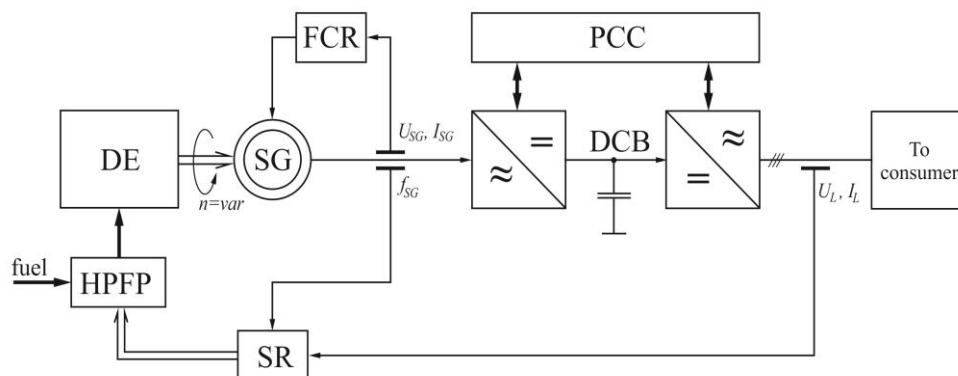 FCR
PCC
DE
SG
n=var
U_SG, I_SG
f_SG
≈ =
DCB
= ≈
U_L, I_L
To
consumer
fuel
HPFP
SR